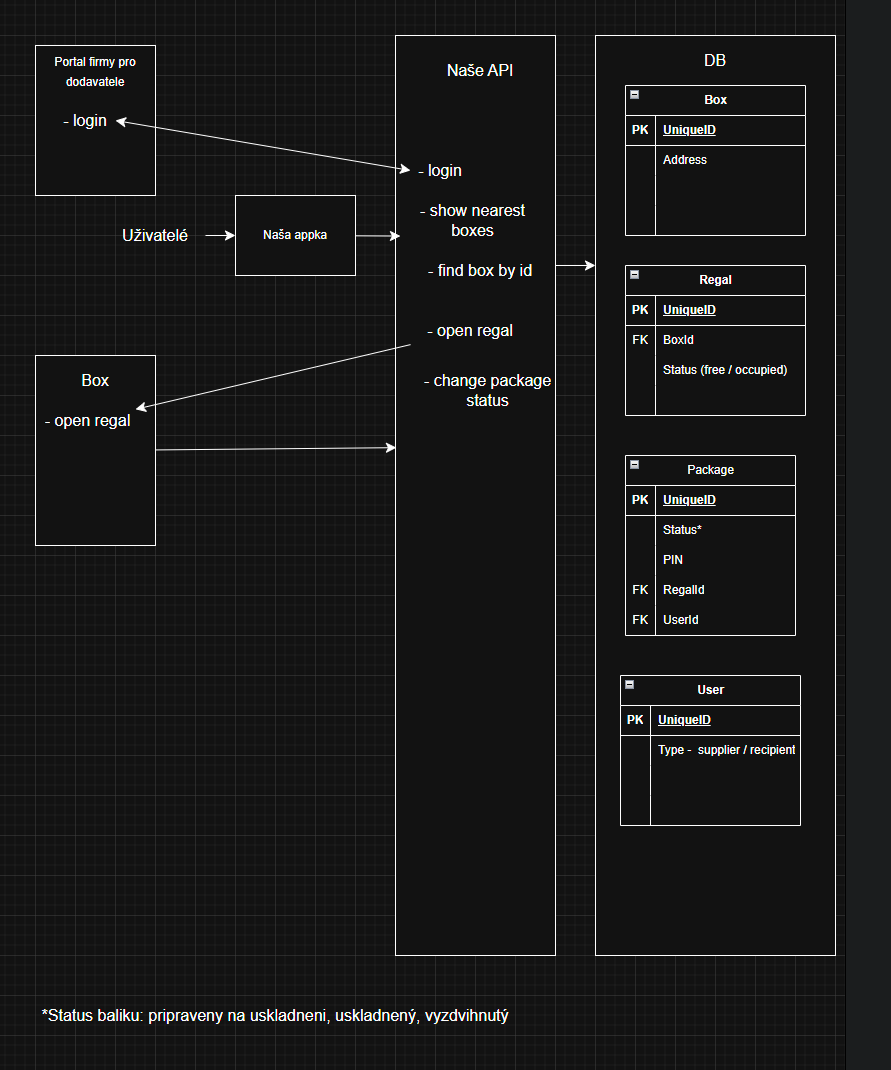 Portal firmy pro
dodavatele
- login
Uživatelé
Naša appka
Box
- open regal
Naše API
- login
- show nearest
boxes
- find box by id
- open regal
- change package
status
DB
Box
PK UniqueID
Address
Regal
PK UniqueID
FK BoxId
Status (free / occupied)
Package
PK UniqueID
Status*
PIN
FK RegalId
FK UserId
User
PK UniqueID
Type - supplier / recipient
*Status baliku: pripraveny na uskladneni, uskladnený, vyzdvihnutý